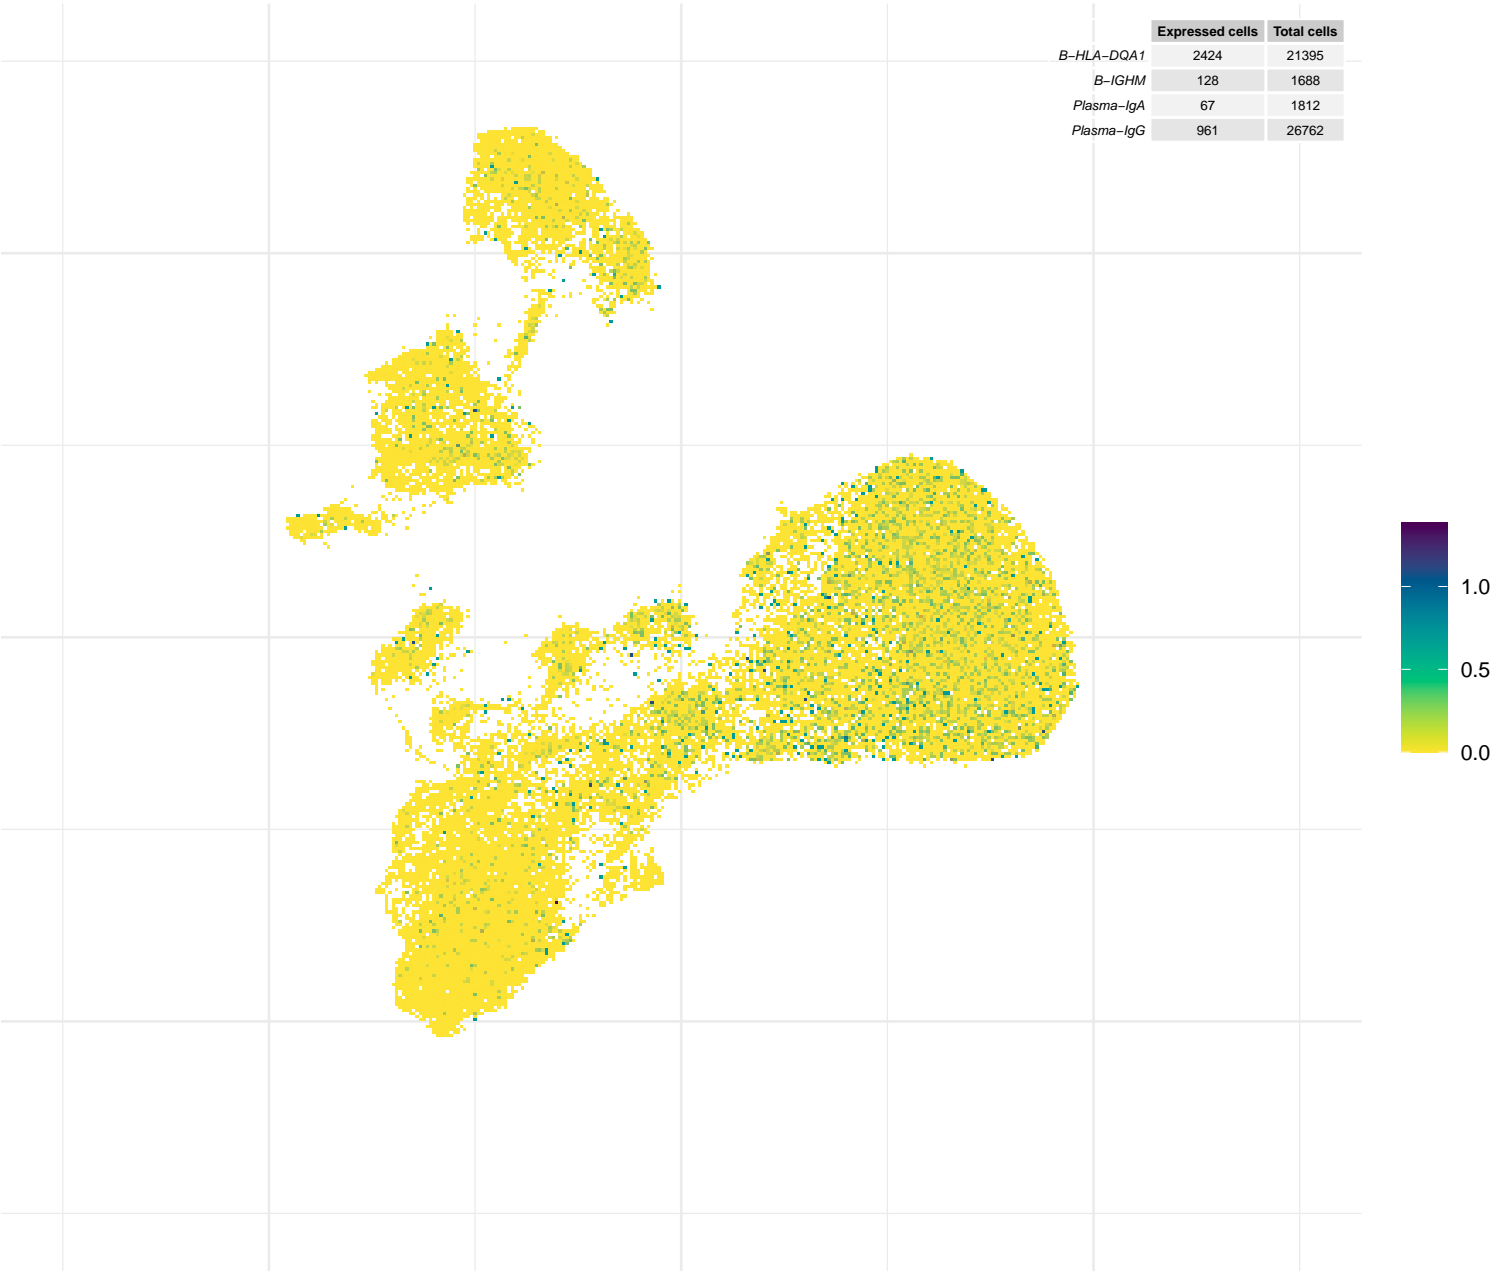 Expressed cells Total cells
B−HLA−DQA1 2424 21395
B−IGHM 128 1688
Plasma−IgA 67 1812
Plasma−IgG 961 26762
1.0
0.5
0.0